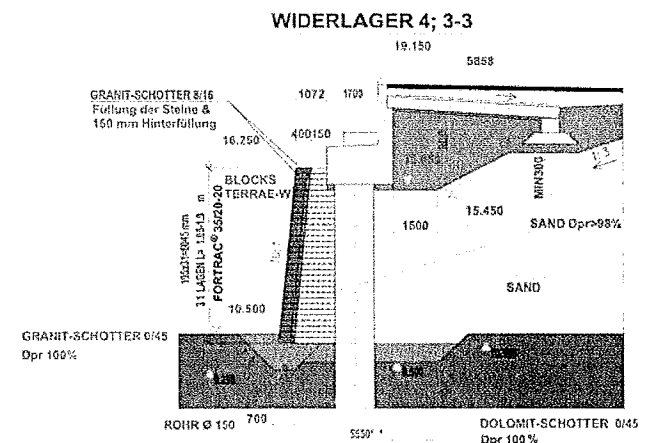 WIDERLAGER 4; 3-3
19.150
5858
GRANIT-SCHOTTER 8/16
Füllung der Steine &
150 mm Hinterfüllung
1072
1700
16.250
400150
BLOCKS
TERRAE-W
31 LAGEN
FORTRAC® 35/20-20
MIN300
1:3
1500
15.450
SAND Dpr>98%
SAND
10.500
GRANIT-SCHOTTER 0/45
Dpr 100%
ROHR Ø 150
700
DOLOMIT-SCHOTTER 0/45
Dpr 100%